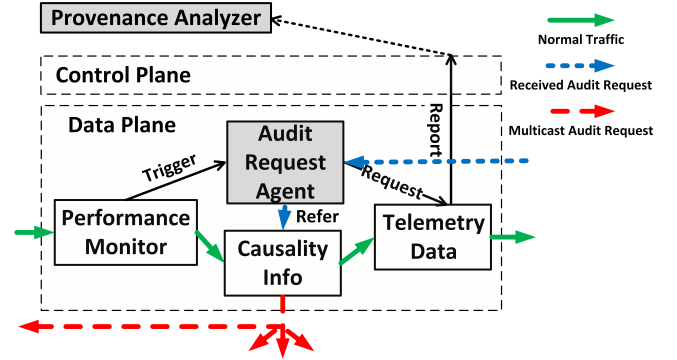 Provenance Analyzer
Normal Traffic
Control Plane
Received Audit Request
Multicast Audit Request
Data Plane
Report
Audit
Request
Agent
Trigger
Request
Performance
Monitor
Refer
Telemetry
Data
Causality
Info